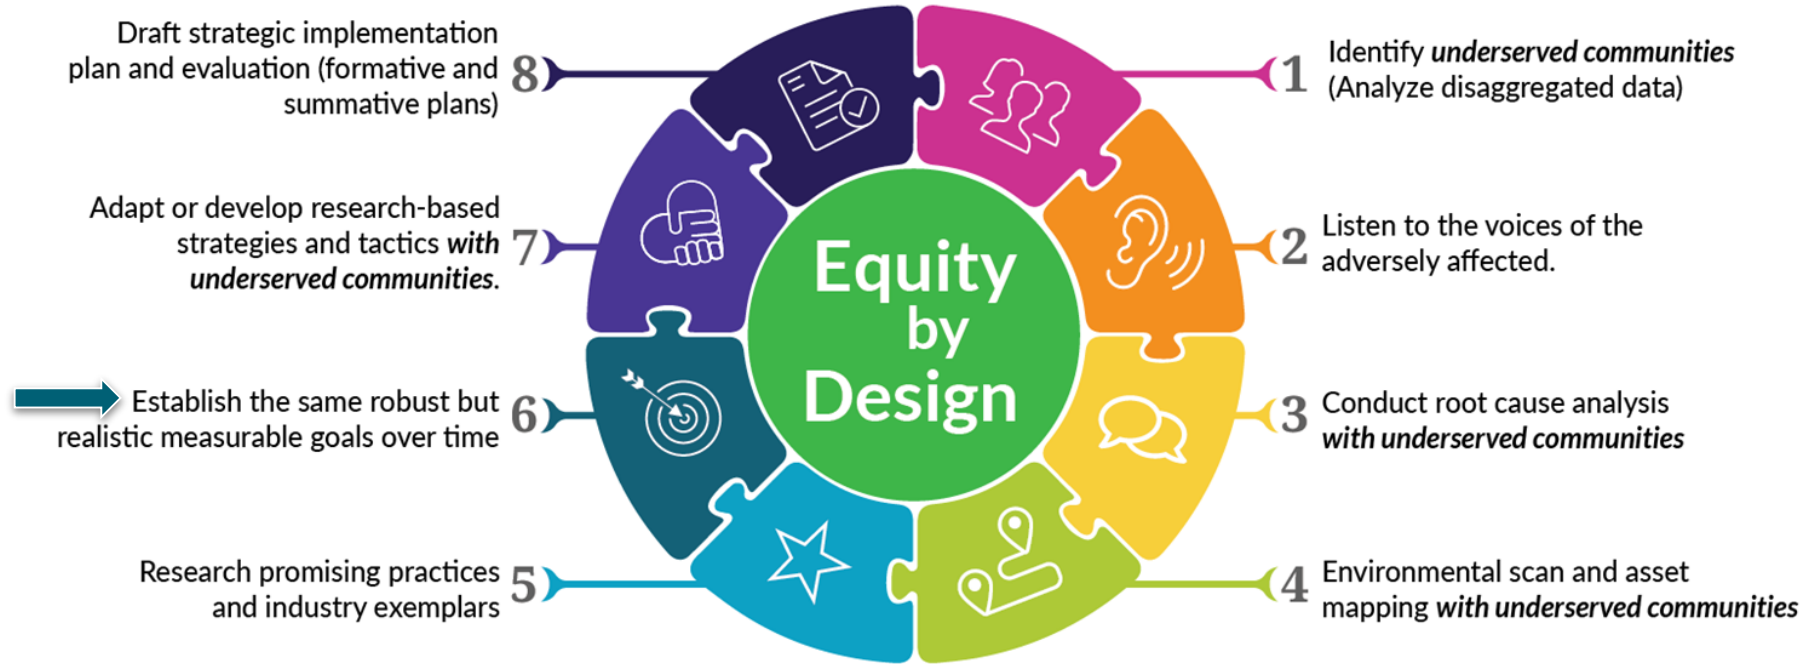 Equity
by
Design
1
Identify underserved communities
(Analyze disaggregated data)
2
Listen to the voices of the
adversely affected.
3
Conduct root cause analysis
with underserved communities
4
Environmental scan and asset
mapping with underserved communities
5
Research promising practices
and industry exemplars
6
Establish the same robust but
realistic measurable goals over time
7
Adapt or develop research-based
strategies and tactics with
underserved communities.
8
Draft strategic implementation
plan and evaluation (formative and
summative plans)